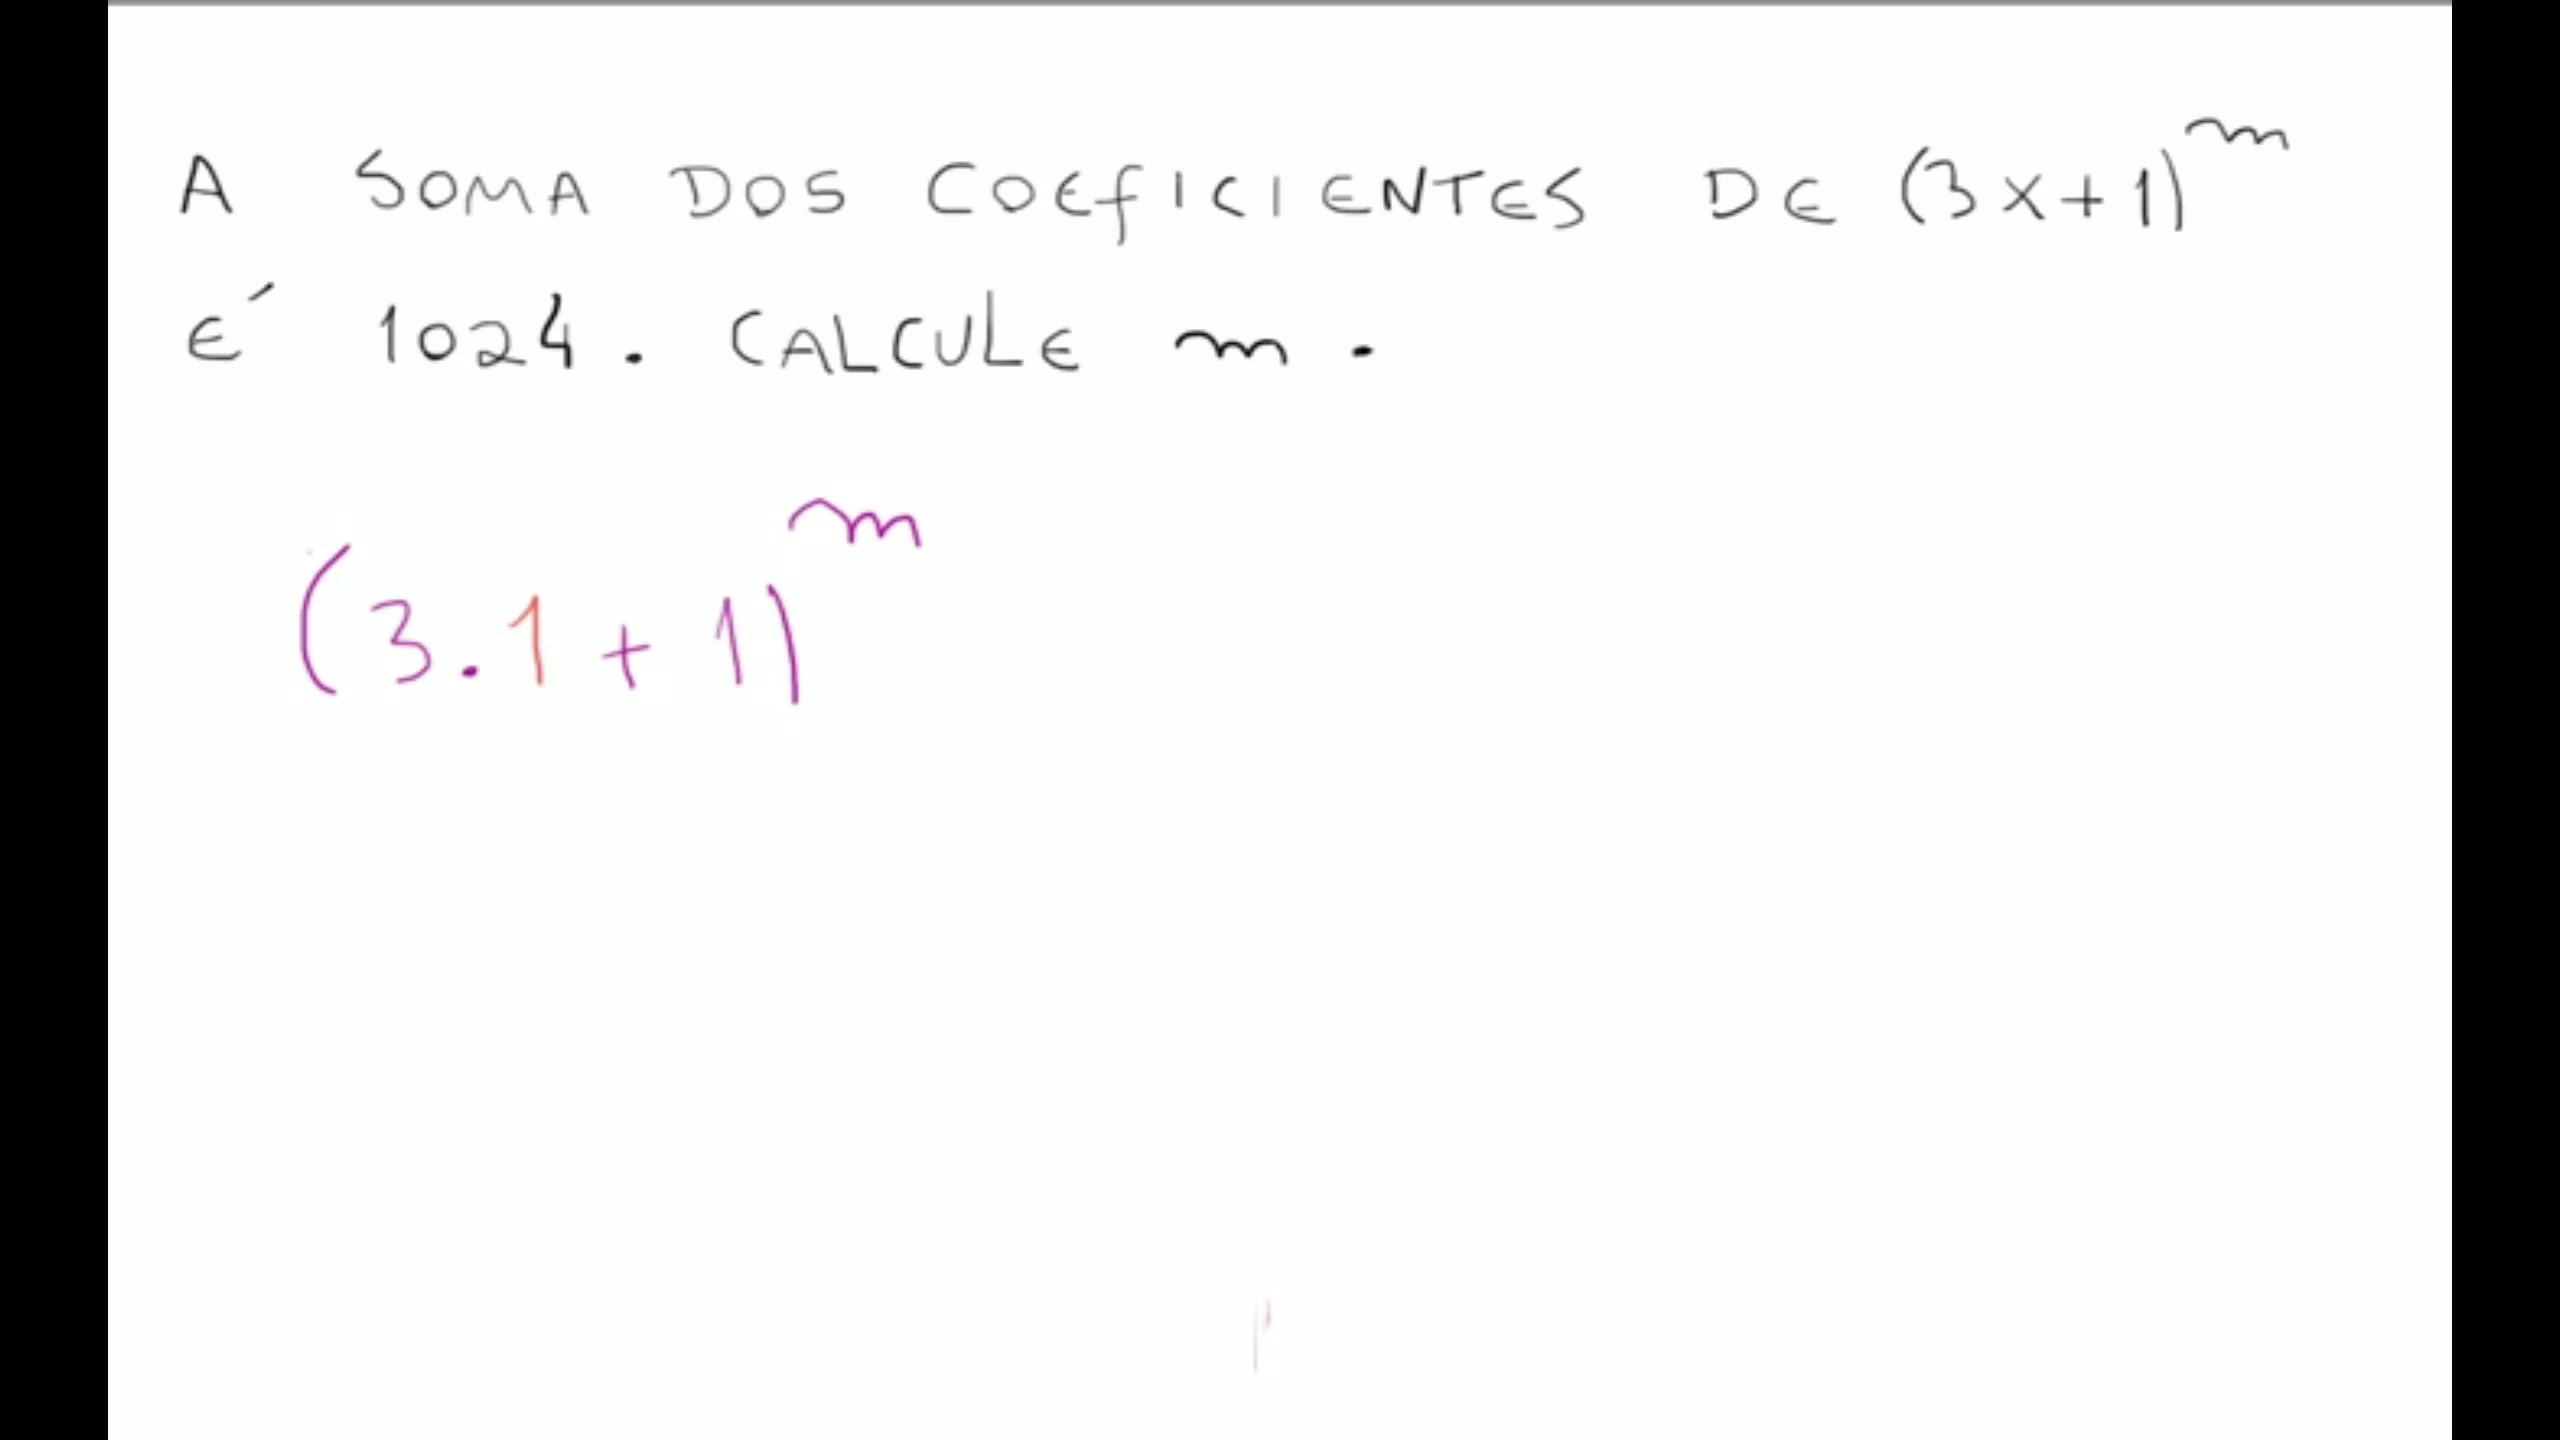 A SOMA DOS COEFICIENTES DE (3x+1)^m
É 1024. CALCULE m.
(3.1+1)^m